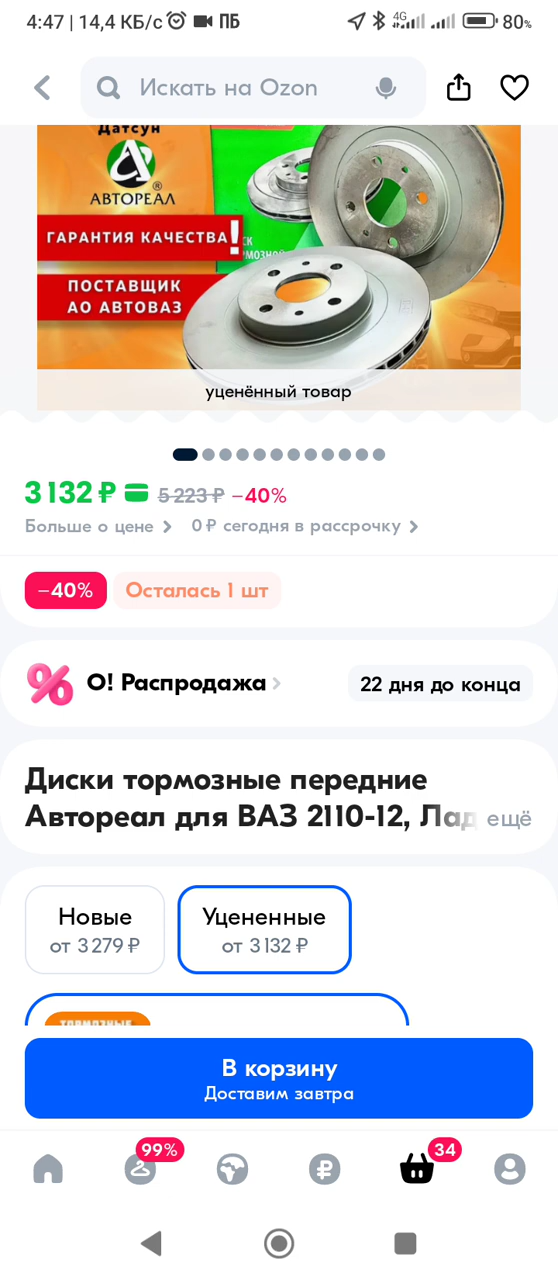 4:47 | 14,4 КБ/с ПБ 4G 80%
Искать на Ozon
Датсун
АВТОРЕАЛ®
ГАРАНТИЯ КАЧЕСТВА!
ПОСТАВЩИК
АО АВТОВАЗ
уценённый товар
3 132 ₽ 5 223 ₽ −40%
Больше о цене 0 ₽ сегодня в рассрочку
−40% Осталась 1 шт
% О! Распродажа 22 дня до конца
Диски тормозные передние
Автореал для ВАЗ 2110-12, Лад ещё
Новые
от 3 279 ₽
Уцененные
от 3 132 ₽
В корзину
Доставим завтра
99%
₽
34